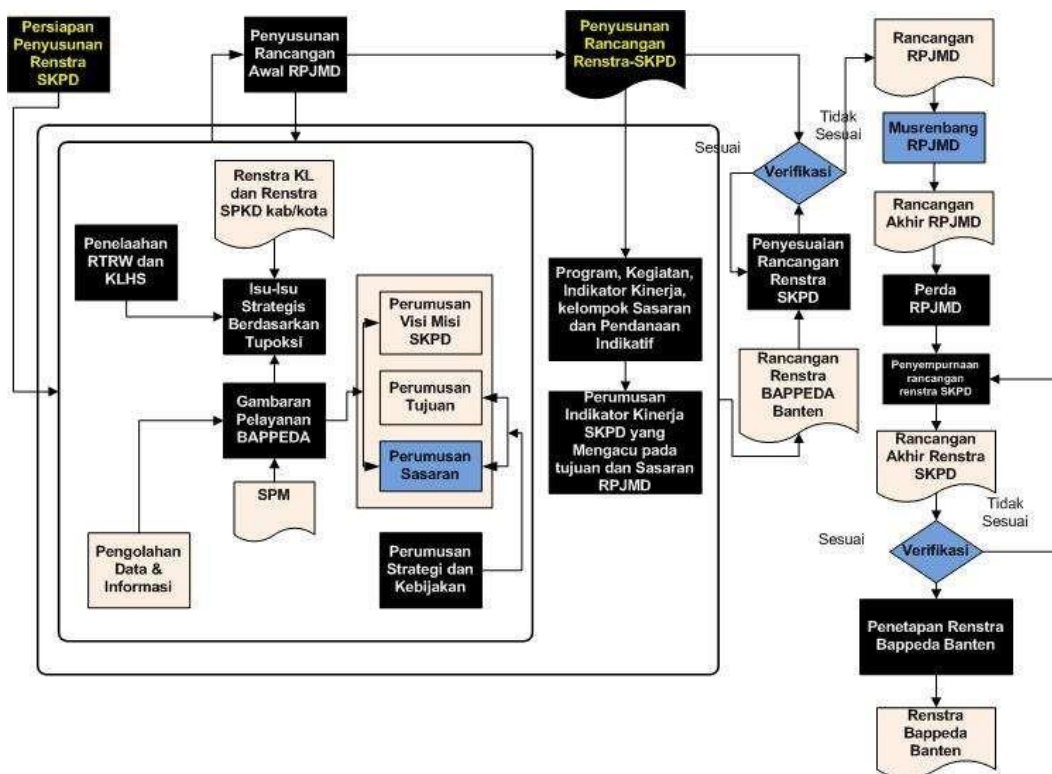 Persiapan
Penyusunan
Renstra
SKPD
Penyusunan
Rancangan
Awal RPJMD
Penyusunan
Rancangan
Renstra-SKPD
Rancangan
RPJMD
Tidak
Sesuai
Sesuai
Verifikasi
Musrenbang
RPJMD
Rancangan
Akhir RPJMD
Perda
RPJMD
Penyempurnaan
rancangan
renstra SKPD
Rancangan
Akhir Renstra
SKPD
Tidak
Sesuai
Sesuai
Verifikasi
Penetapan Renstra
Bappeda Banten
Renstra
Bappeda
Banten
Penyesuaian
Rancangan
Renstra
SKPD
Rancangan
Renstra
BAPPEDA
Banten
Program, Kegiatan,
Indikator Kinerja,
kelompok Sasaran
dan Pendanaan
Indikatif
Perumusan
Indikator Kinerja
SKPD yang
Mengacu pada
tujuan dan Sasaran
RPJMD
Renstra KL
dan Renstra
SPKD kab/kota
Penelaahan
RTRW dan
KLHS
Isu-Isu
Strategis
Berdasarkan
Tupoksi
Perumusan
Visi Misi
SKPD
Perumusan
Tujuan
Perumusan
Sasaran
Gambaran
Pelayanan
BAPPEDA
SPM
Pengolahan
Data &
Informasi
Perumusan
Strategi dan
Kebijakan